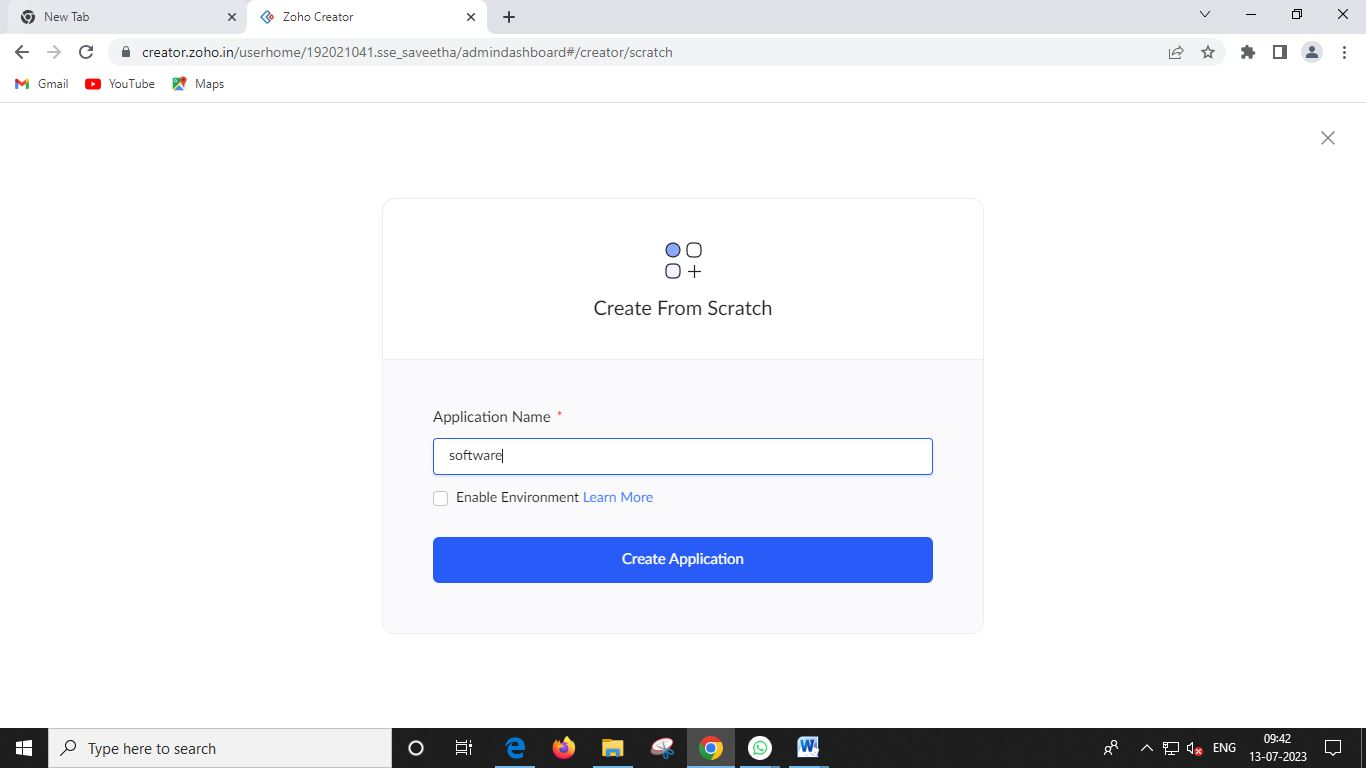 New Tab
Zoho Creator
creator.zoho.in/userhome/192021041.sse_saveetha/admindashboard#/creator/scratch
Gmail
YouTube
Maps
Create From Scratch
Application Name *
software
Enable Environment Learn More
Create Application
Type here to search
ENG
09:42
13-07-2023